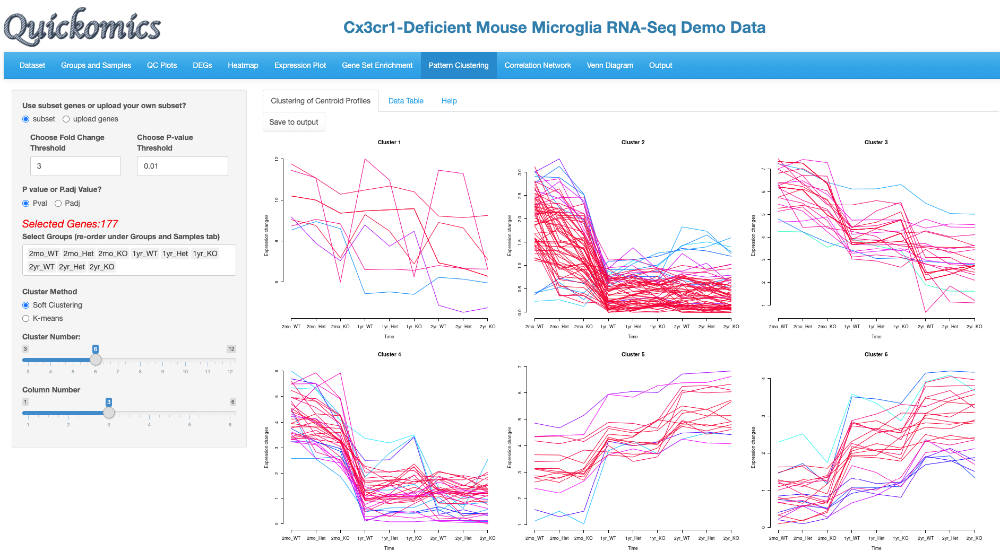 Quickomics
Cx3cr1-Deficient Mouse Microglia RNA-Seq Demo Data
Dataset Groups and Samples QC Plots DEGs Heatmap Expression Plot Gene Set Enrichment Pattern Clustering Correlation Network Venn Diagram Output
Use subset genes or upload your own subset?
subset upload genes
Choose Fold Change Threshold
3
Choose P-value Threshold
0.01
P value or P.adj Value?
Pval Padj
Selected Genes:177
Select Groups (re-order under Groups and Samples tab)
2mo_WT 2mo_Het 2mo_KO 1yr_WT 1yr_Het 1yr_KO
2yr_WT 2yr_Het 2yr_KO
Cluster Method
Soft Clustering
K-means
Cluster Number:
3 6 12
3 4 5 6 7 8 9 10 11 12
Column Number
1 3 6
1 2 3 4 5 6
Clustering of Centroid Profiles Data Table Help
Save to output
Cluster 1
Expression changes
12
10
8
6
2mo_WT 2mo_Het 2mo_KO 1yr_WT 1yr_Het 1yr_KO 2yr_WT 2yr_Het 2yr_KO
Time
Cluster 2
Expression changes
3.0
2.5
2.0
1.5
1.0
0.5
0.0
2mo_WT 2mo_Het 2mo_KO 1yr_WT 1yr_Het 1yr_KO 2yr_WT 2yr_Het 2yr_KO
Time
Cluster 3
Expression changes
7
6
5
4
3
2
1
2mo_WT 2mo_Het 2mo_KO 1yr_WT 1yr_Het 1yr_KO 2yr_WT 2yr_Het 2yr_KO
Time
Cluster 4
Expression changes
6
5
4
3
2
1
0
2mo_WT 2mo_Het 2mo_KO 1yr_WT 1yr_Het 1yr_KO 2yr_WT 2yr_Het 2yr_KO
Time
Cluster 5
Expression changes
7
6
5
4
3
2
1
2mo_WT 2mo_Het 2mo_KO 1yr_WT 1yr_Het 1yr_KO 2yr_WT 2yr_Het 2yr_KO
Time
Cluster 6
Expression changes
4
3
2
1
0
2mo_WT 2mo_Het 2mo_KO 1yr_WT 1yr_Het 1yr_KO 2yr_WT 2yr_Het 2yr_KO
Time